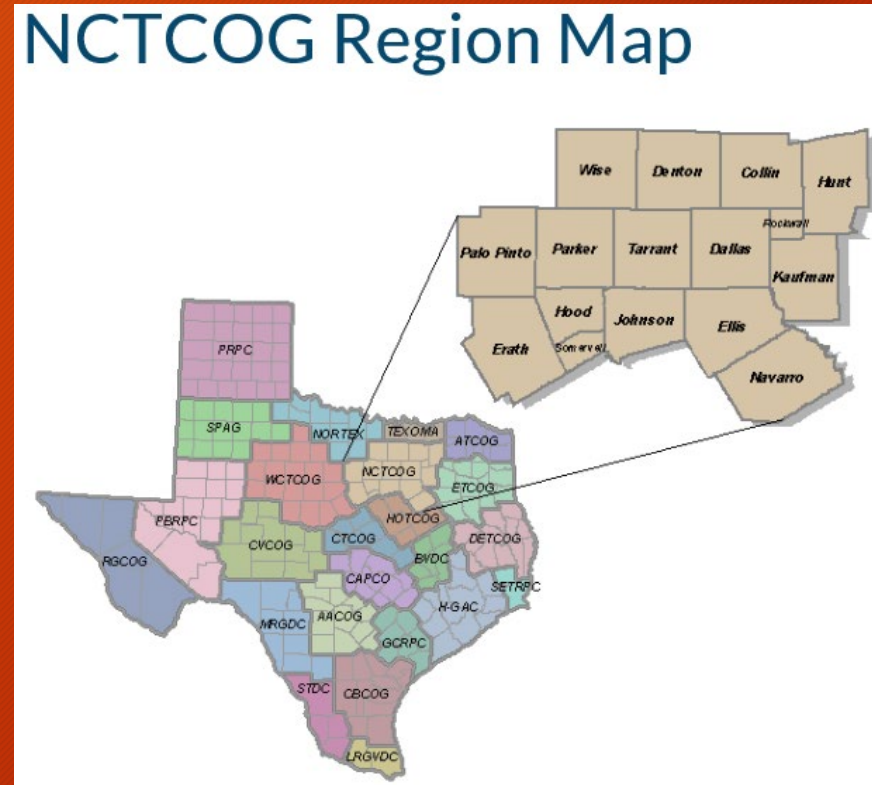 NCTCOG Region Map
Wise
Denton
Collin
Hunt
Rockwall
Palo Pinto
Parker
Tarrant
Dallas
Kaufman
Hood
Johnson
Ellis
Erath
Somervell
Navarro
PRPC
SPAG
NORTEX
TEXOMA
ATCOG
WCTCOG
NCTCOG
ETCOG
PBRPC
HOTCOG
RGCOG
CVCOG
CTCOG
DETCOG
BVDC
CAPCO
SETRPC
H-GAC
AACOG
MRGDC
GCRPC
STDC
CBCOG
LRGVDC